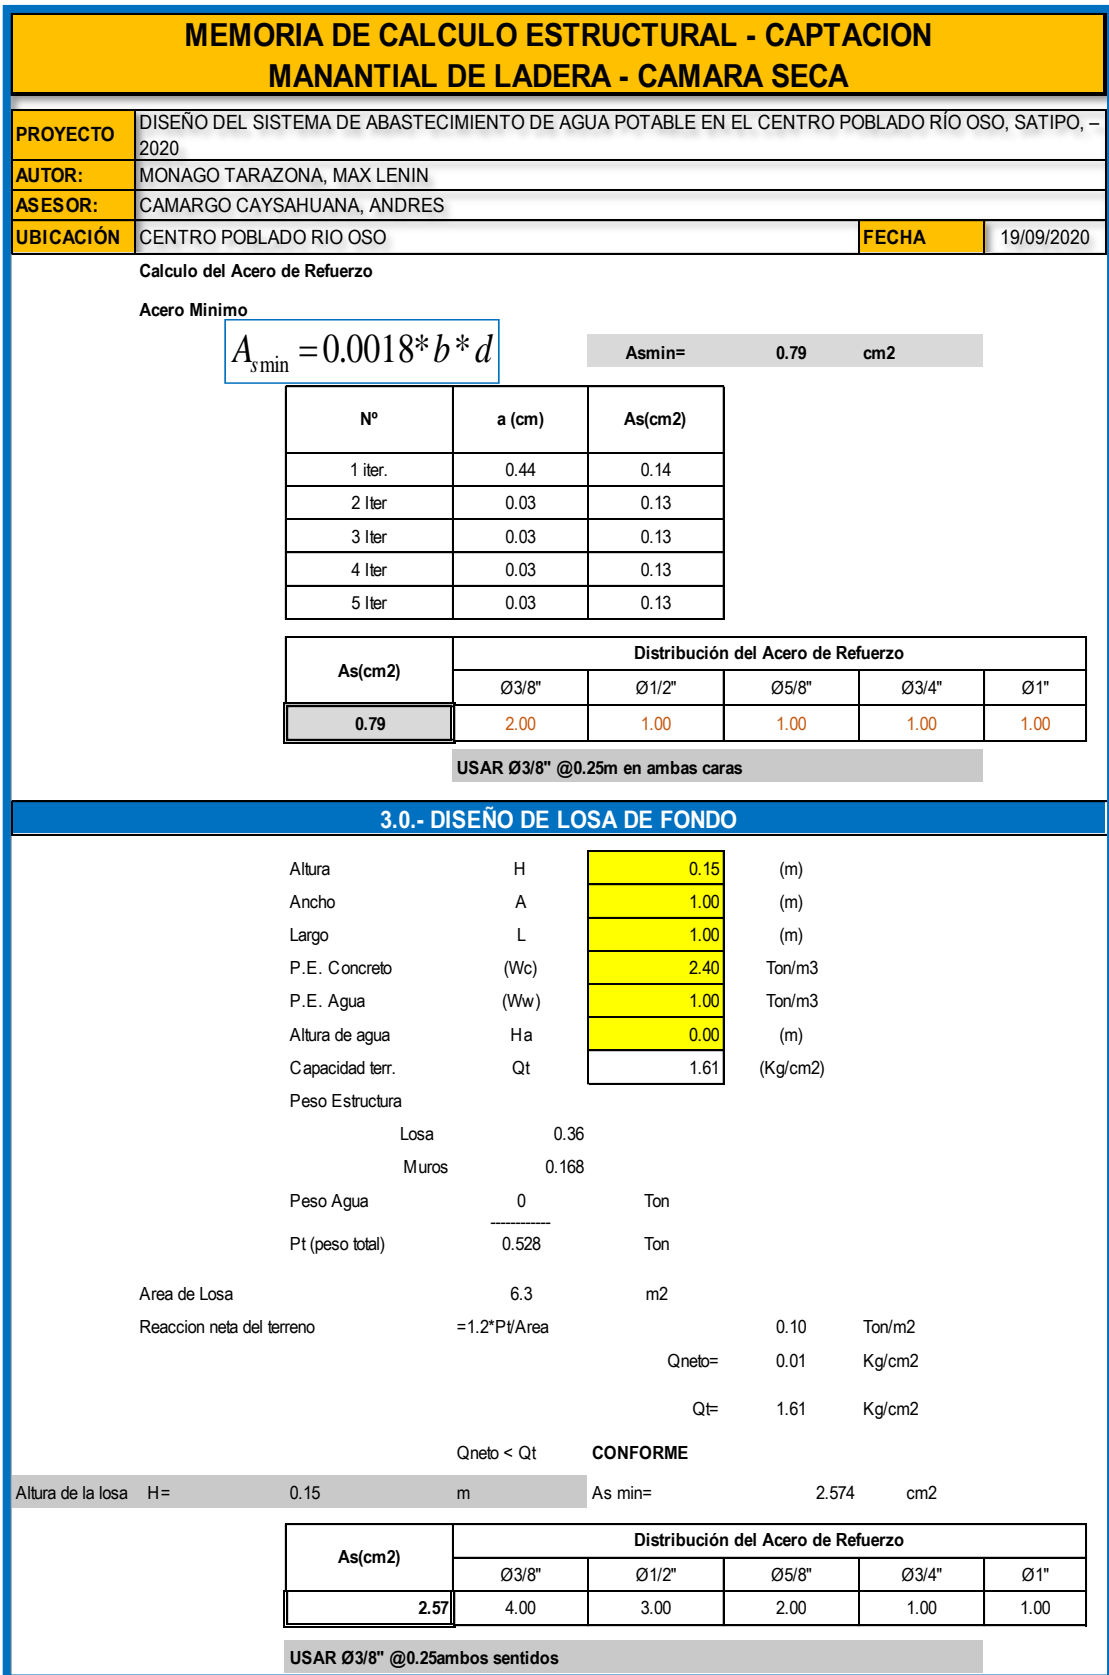 MEMORIA DE CALCULO ESTRUCTURAL - CAPTACION
MANANTIAL DE LADERA - CAMARA SECA
PROYECTO DISEÑO DEL SISTEMA DE ABASTECIMIENTO DE AGUA POTABLE EN EL CENTRO POBLADO RÍO OSO, SATIPO, –
2020
AUTOR: MONAGO TARAZONA, MAX LENIN
ASESOR: CAMARGO CAYSAHUANA, ANDRES
UBICACIÓN CENTRO POBLADO RIO OSO FECHA 19/09/2020
Calculo del Acero de Refuerzo
Acero Minimo
A_smin = 0.0018* b * d Asmin= 0.79 cm2
Nº a (cm) As(cm2)
1 iter. 0.44 0.14
2 Iter 0.03 0.13
3 Iter 0.03 0.13
4 Iter 0.03 0.13
5 Iter 0.03 0.13
As(cm2) Distribución del Acero de Refuerzo
Ø3/8" Ø1/2" Ø5/8" Ø3/4" Ø1"
0.79 2.00 1.00 1.00 1.00 1.00
USAR Ø3/8" @0.25m en ambas caras
3.0.- DISEÑO DE LOSA DE FONDO
Altura H 0.15 (m)
Ancho A 1.00 (m)
Largo L 1.00 (m)
P.E. Concreto (Wc) 2.40 Ton/m3
P.E. Agua (Ww) 1.00 Ton/m3
Altura de agua Ha 0.00 (m)
Capacidad terr. Qt 1.61 (Kg/cm2)
Peso Estructura
Losa 0.36
Muros 0.168
Peso Agua 0 Ton
------------
Pt (peso total) 0.528 Ton
Area de Losa 6.3 m2
Reaccion neta del terreno =1.2*Pt/Area 0.10 Ton/m2
Qneto= 0.01 Kg/cm2
Qt= 1.61 Kg/cm2
Qneto < Qt CONFORME
Altura de la losa H= 0.15 m As min= 2.574 cm2
As(cm2) Distribución del Acero de Refuerzo
Ø3/8" Ø1/2" Ø5/8" Ø3/4" Ø1"
2.57 4.00 3.00 2.00 1.00 1.00
USAR Ø3/8" @0.25ambos sentidos